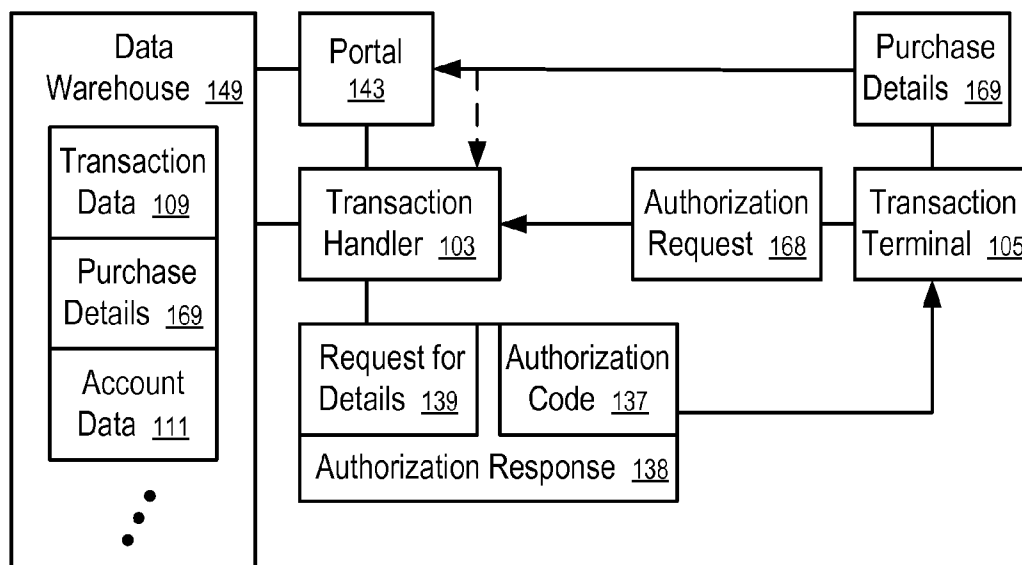 Data
Warehouse 149
Transaction
Data 109
Purchase
Details 169
Account
Data 111
Portal
143
Purchase
Details 169
Transaction
Handler 103
Authorization
Request 168
Transaction
Terminal 105
Request for
Details 139
Authorization
Code 137
Authorization Response 138